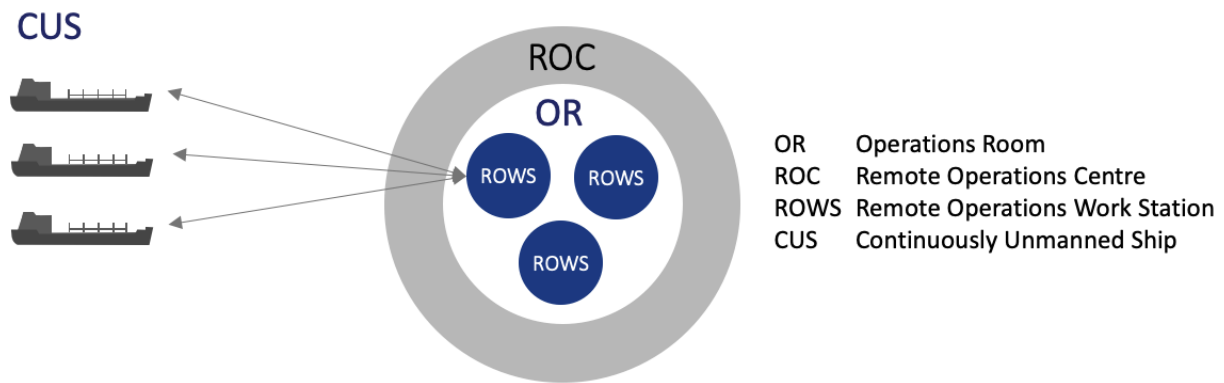 CUS
ROC
OR
ROWS
ROWS
ROWS
OR Operations Room
ROC Remote Operations Centre
ROWS Remote Operations Work Station
CUS Continuously Unmanned Ship